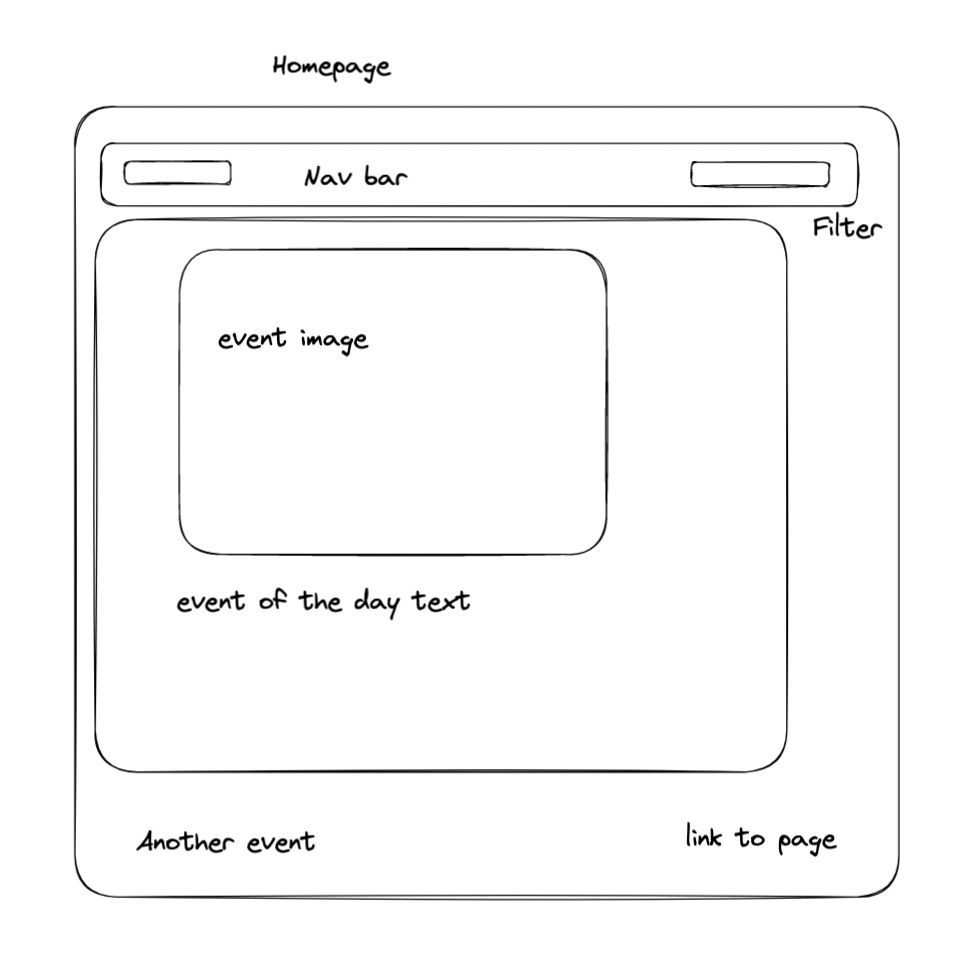 Homepage
Nav bar
Filter
event image
event of the day text
Another event
link to page